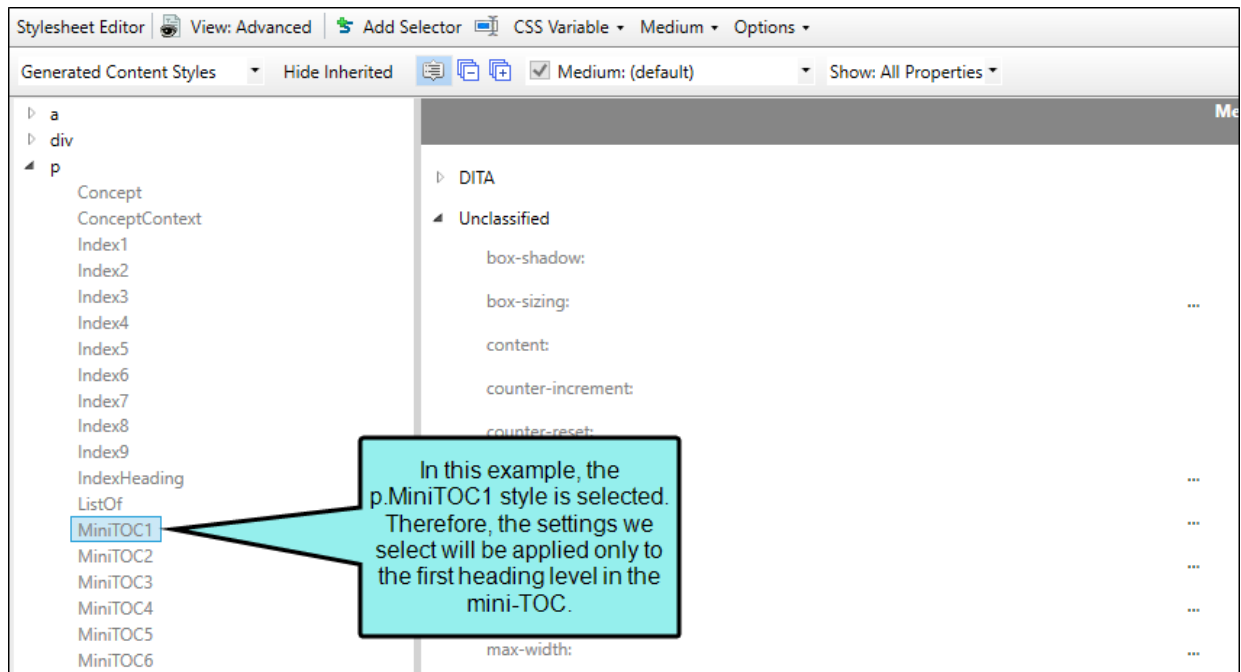 Stylesheet Editor View: Advanced Add Selector CSS Variable Medium Options
Generated Content Styles Hide Inherited Medium: (default) Show: All Properties
a
div
p
Concept
ConceptContext
Index1
Index2
Index3
Index4
Index5
Index6
Index7
Index8
Index9
IndexHeading
ListOf
MiniTOC1
MiniTOC2
MiniTOC3
MiniTOC4
MiniTOC5
MiniTOC6
Me
DITA
Unclassified
box-shadow:
box-sizing:
...
content:
counter-increment:
counter-reset:
...
...
...
...
max-width:
...
In this example, the
p.MiniTOC1 style is selected.
Therefore, the settings we
select will be applied only to
the first heading level in the
mini-TOC.